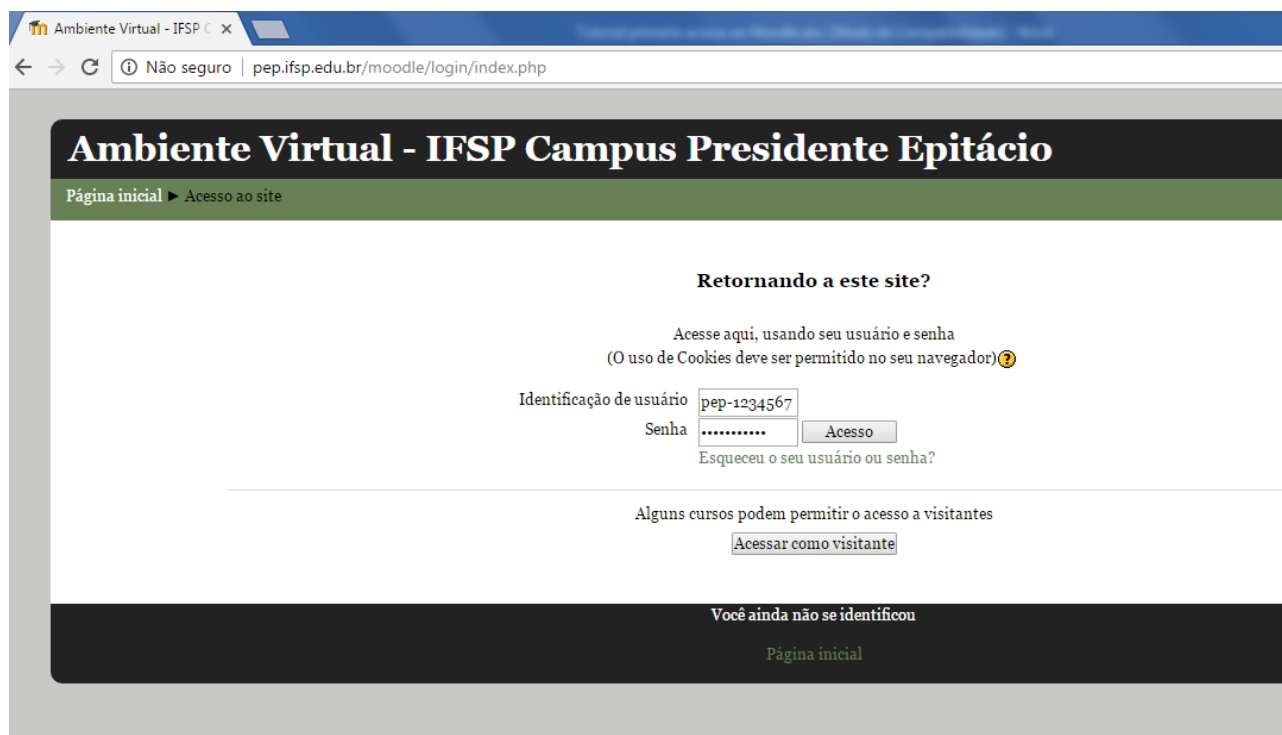 Ambiente Virtual - IFSP C
Não seguro | pep.ifsp.edu.br/moodle/login/index.php
Ambiente Virtual - IFSP Campus Presidente Epitácio
Página inicial ► Acesso ao site
Retornando a este site?
Acesse aqui, usando seu usuário e senha
(O uso de Cookies deve ser permitido no seu navegador)
Identificação de usuário pep-1234567
Senha ••••••••••• Acesso
Esqueceu o seu usuário ou senha?
Alguns cursos podem permitir o acesso a visitantes
Acessar como visitante
Você ainda não se identificou
Página inicial